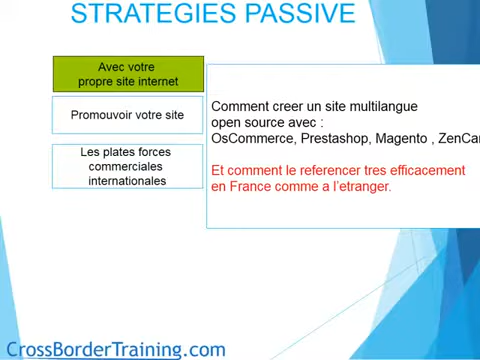 STRATEGIES PASSIVE
Avec votre
propre site internet
Promouvoir votre site
Les plates forces
commerciales
internationales
Comment creer un site multilangue
open source avec :
OsCommerce, Prestashop, Magento , ZenCar
Et comment le referencer tres efficacement
en France comme a l’etranger.
CrossBorderTraining.com